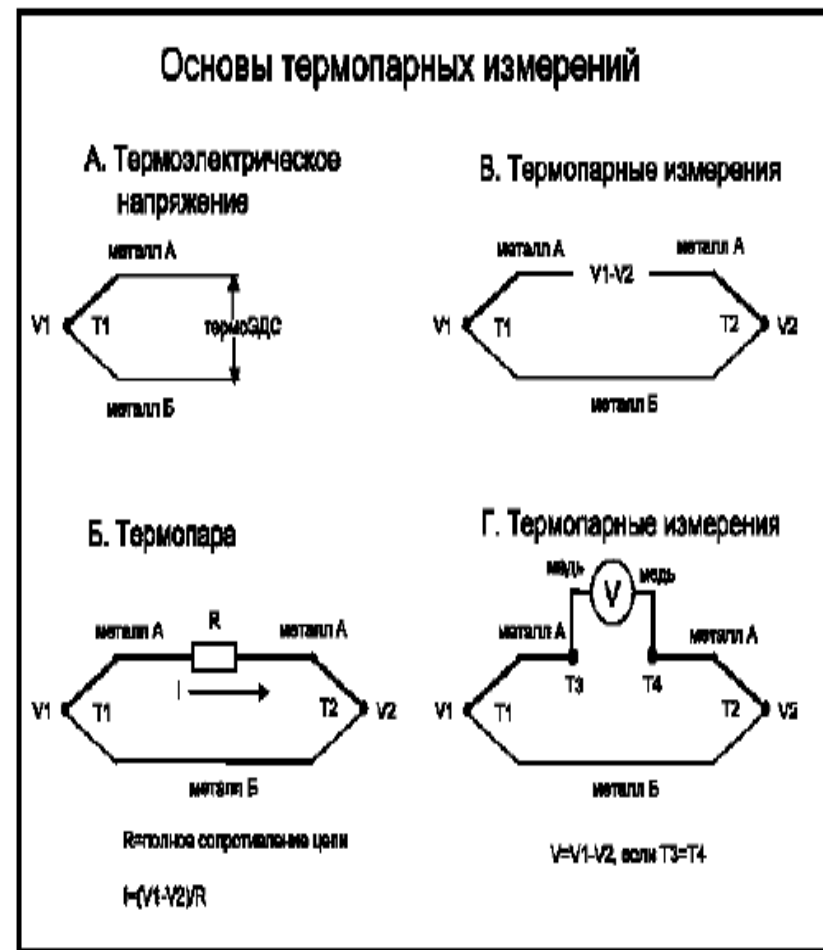 Основы термопарных измерений
А. Термоэлектрическое
напряжение
металл А
V1
T1
термоЭДС
металл Б
В. Термопарные измерения
металл А
металл А
V1-V2
V1
T1
T2
V2
металл Б
Б. Термопара
R
металл А
металл А
I
V1
T1
T2
V2
металл Б
R=полное сопротивление цепи
I=(V1-V2)/R
Г. Термопарные измерения
медь
V
медь
металл А
металл А
T3
T4
V1
T1
T2
V2
металл Б
V=V1-V2, если T3=T4